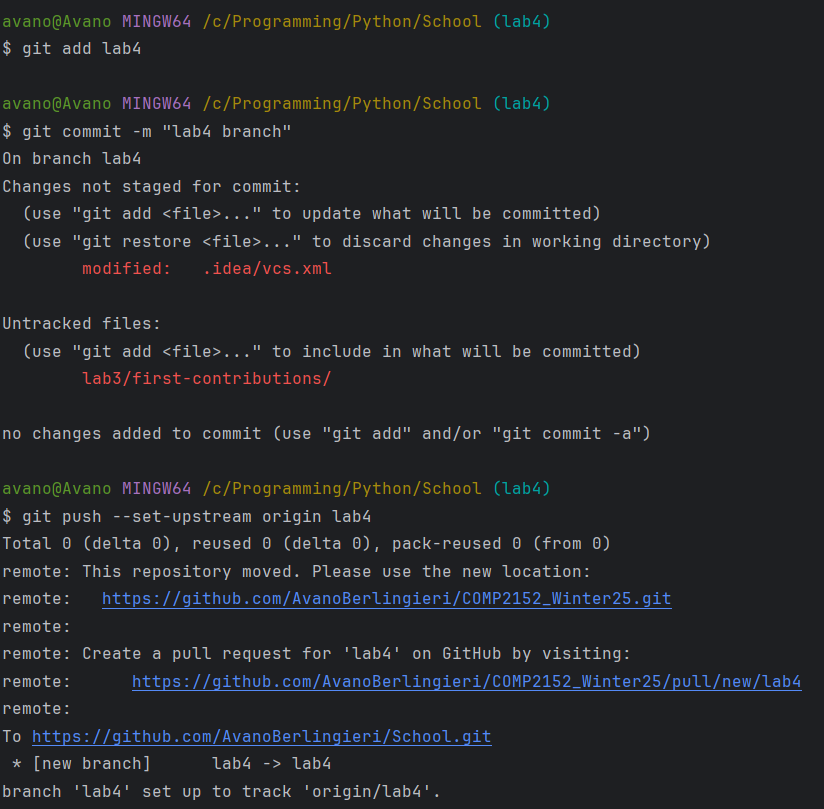 avano@Avano MINGW64 /c/Programming/Python/School (lab4)
$ git add lab4
avano@Avano MINGW64 /c/Programming/Python/School (lab4)
$ git commit -m "lab4 branch"
On branch lab4
Changes not staged for commit:
  (use "git add <file>..." to update what will be committed)
  (use "git restore <file>..." to discard changes in working directory)
        modified:   .idea/vcs.xml
Untracked files:
  (use "git add <file>..." to include in what will be committed)
        lab3/first-contributions/
no changes added to commit (use "git add" and/or "git commit -a")
avano@Avano MINGW64 /c/Programming/Python/School (lab4)
$ git push --set-upstream origin lab4
Total 0 (delta 0), reused 0 (delta 0), pack-reused 0 (from 0)
remote: This repository moved. Please use the new location:
remote:   https://github.com/AvanoBerlingieri/COMP2152_Winter25.git
remote:
remote: Create a pull request for 'lab4' on GitHub by visiting:
remote:      https://github.com/AvanoBerlingieri/COMP2152_Winter25/pull/new/lab4
remote:
To https://github.com/AvanoBerlingieri/School.git
 * [new branch]      lab4 -> lab4
branch 'lab4' set up to track 'origin/lab4'.